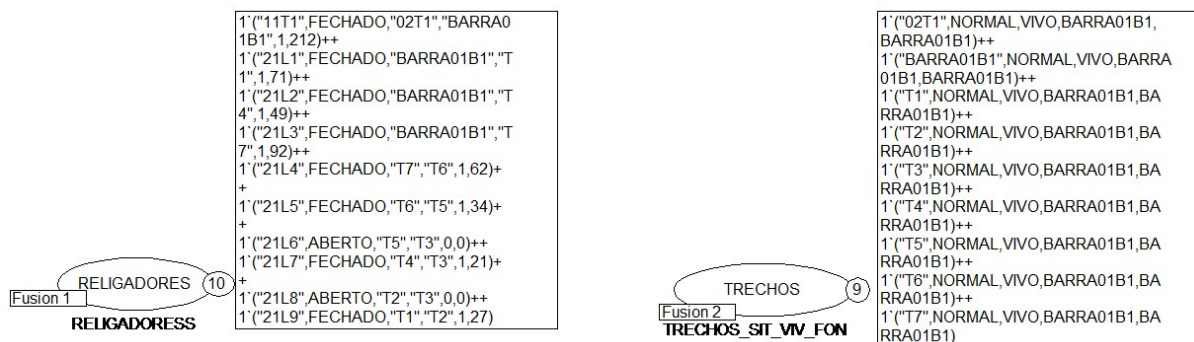 1`("11T1",FECHADO,"02T1","BARRA0
1B1",1,212)++
1`("21L1",FECHADO,"BARRA01B1","T
1",1,71)++
1`("21L2",FECHADO,"BARRA01B1","T
4",1,49)++
1`("21L3",FECHADO,"BARRA01B1","T
7",1,92)++
1`("21L4",FECHADO,"T7","T6",1,62)+
+
1`("21L5",FECHADO,"T6","T5",1,34)+
+
1`("21L6",ABERTO,"T5","T3",0,0)++
1`("21L7",FECHADO,"T4","T3",1,21)+
+
1`("21L8",ABERTO,"T2","T3",0,0)++
1`("21L9",FECHADO,"T1","T2",1,27)
RELIGADORES
10
Fusion 1
RELIGADORESS
1`("02T1",NORMAL,VIVO,BARRA01B1,
BARRA01B1)++
1`("BARRA01B1",NORMAL,VIVO,BARRA
01B1,BARRA01B1)++
1`("T1",NORMAL,VIVO,BARRA01B1,BA
RRA01B1)++
1`("T2",NORMAL,VIVO,BARRA01B1,BA
RRA01B1)++
1`("T3",NORMAL,VIVO,BARRA01B1,BA
RRA01B1)++
1`("T4",NORMAL,VIVO,BARRA01B1,BA
RRA01B1)++
1`("T5",NORMAL,VIVO,BARRA01B1,BA
RRA01B1)++
1`("T6",NORMAL,VIVO,BARRA01B1,BA
RRA01B1)++
1`("T7",NORMAL,VIVO,BARRA01B1,BA
RRA01B1)
TRECHOS
9
Fusion 2
TRECHOS_SIT_VIV_FON